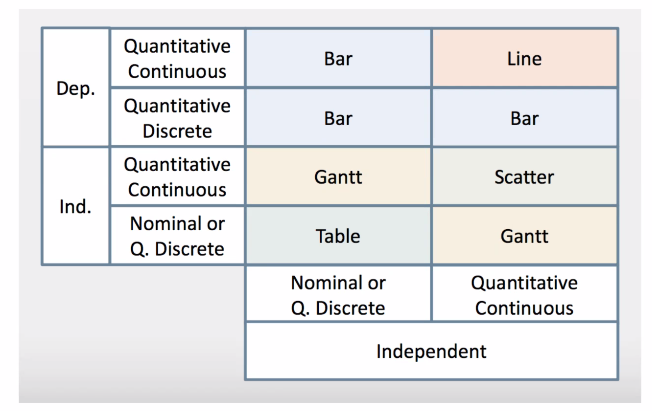 Dep.
Quantitative
Continuous
Bar
Line
Quantitative
Discrete
Bar
Bar
Ind.
Quantitative
Continuous
Gantt
Scatter
Nominal or
Q. Discrete
Table
Gantt
Nominal or
Q. Discrete
Quantitative
Continuous
Independent